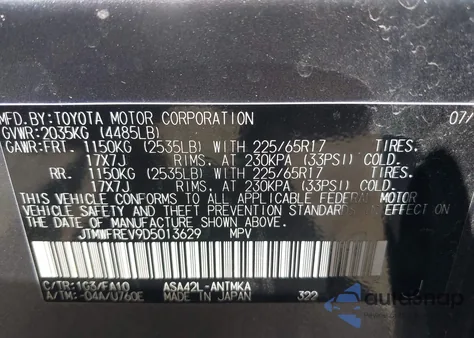 MFD.BY:TOYOTA MOTOR CORPORATION 07/
GVWR:2035KG (4485LB)
GAWR:FRT. 1150KG (2535LB) WITH 225/65R17 TIRES.
17X7J RIMS. AT 230KPA (33PSI) COLD.
RR. 1150KG (2535LB) WITH 225/65R17 TIRES.
17X7J RIMS. AT 230KPA (33PSI) COLD.
THIS VEHICLE CONFORMS TO ALL APPLICABLE FEDERAL MOTOR
VEHICLE SAFETY AND THEFT PREVENTION STANDARDS IN EFFECT ON
THE DATE OF MANUFACTURE SHOWN ABOVE.
JTMWFREV9D5013629 MPV
C/TR:1G3/FA10 ASA42L-ANTMKA
A/TM:-04A/U760E MADE IN JAPAN 322
auto3nap